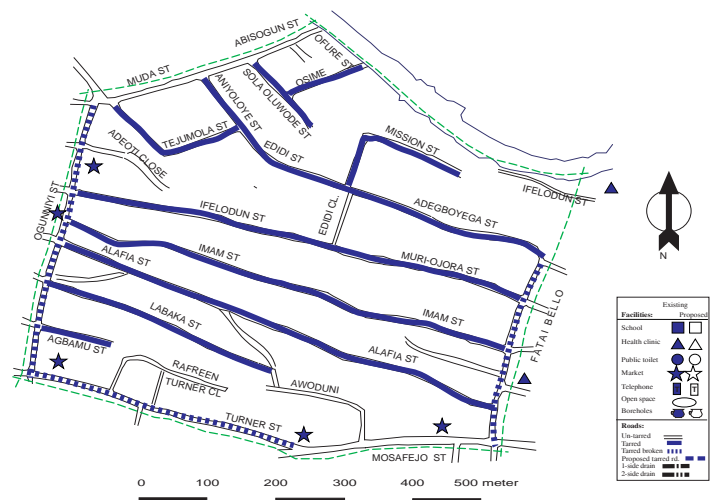 ABISOGUN ST
OFURE ST
MUDA ST
OSIME
SOLA OLUWODE ST
ANIYOLOYE ST
TEJUMOLA ST
ADEOTI CLOSE
EDIDI ST
MISSION ST
IFELODUN ST
ADEGBOYEGA ST
OGUNNIYI ST
IFELODUN ST
EDIDI CL.
MURI-OJORA ST
IMAM ST
ALAFIA ST
LABAKA ST
IMAM ST
FATAI BELLO
AGBAMU ST
ALAFIA ST
RAFREEN
TURNER CL
AWODUNI
TURNER ST
MOSAFEJO ST
N
0 100 200 300 400 500 meter
Existing
Facilities: Proposed
School
Health clinic
Public toilet
Market
Telephone
Open space
Boreholes
Roads:
Un-tarred
Tarred
Tarred broken
Proposed tarred rd.
1-side drain
2-side drain